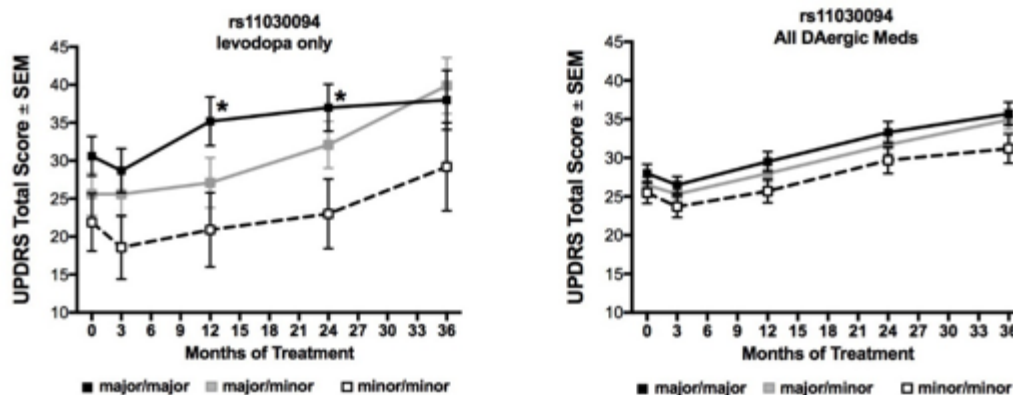 rs11030094
levodopa only
UPDRS Total Score ± SEM
45
40
35
30
25
20
15
10
*
*
0 3 6 9 12 15 18 21 24 27 30 33 36
Months of Treatment
major/major major/minor minor/minor
rs11030094
All DAergic Meds
UPDRS Total Score ± SEM
45
40
35
30
25
20
15
10
0 3 6 9 12 15 18 21 24 27 30 33 36
Months of Treatment
major/major major/minor minor/minor